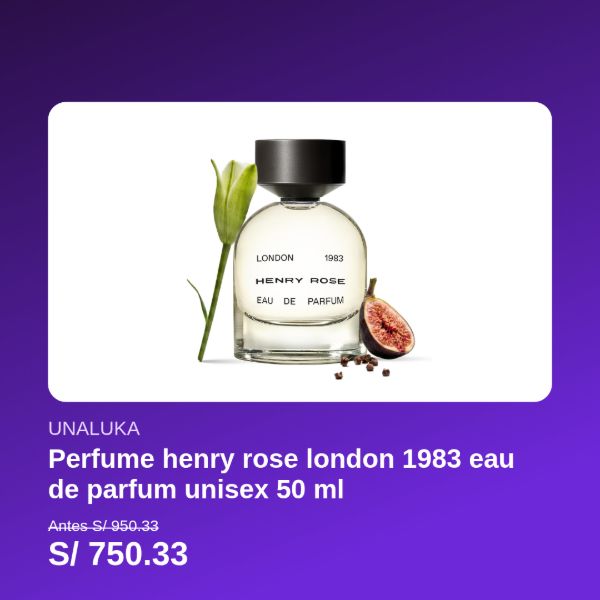 LONDON 1983
HENRY ROSE
EAU DE PARFUM
UNALUKA
Perfume henry rose london 1983 eau
de parfum unisex 50 ml
Antes S/ 950.33
S/ 750.33